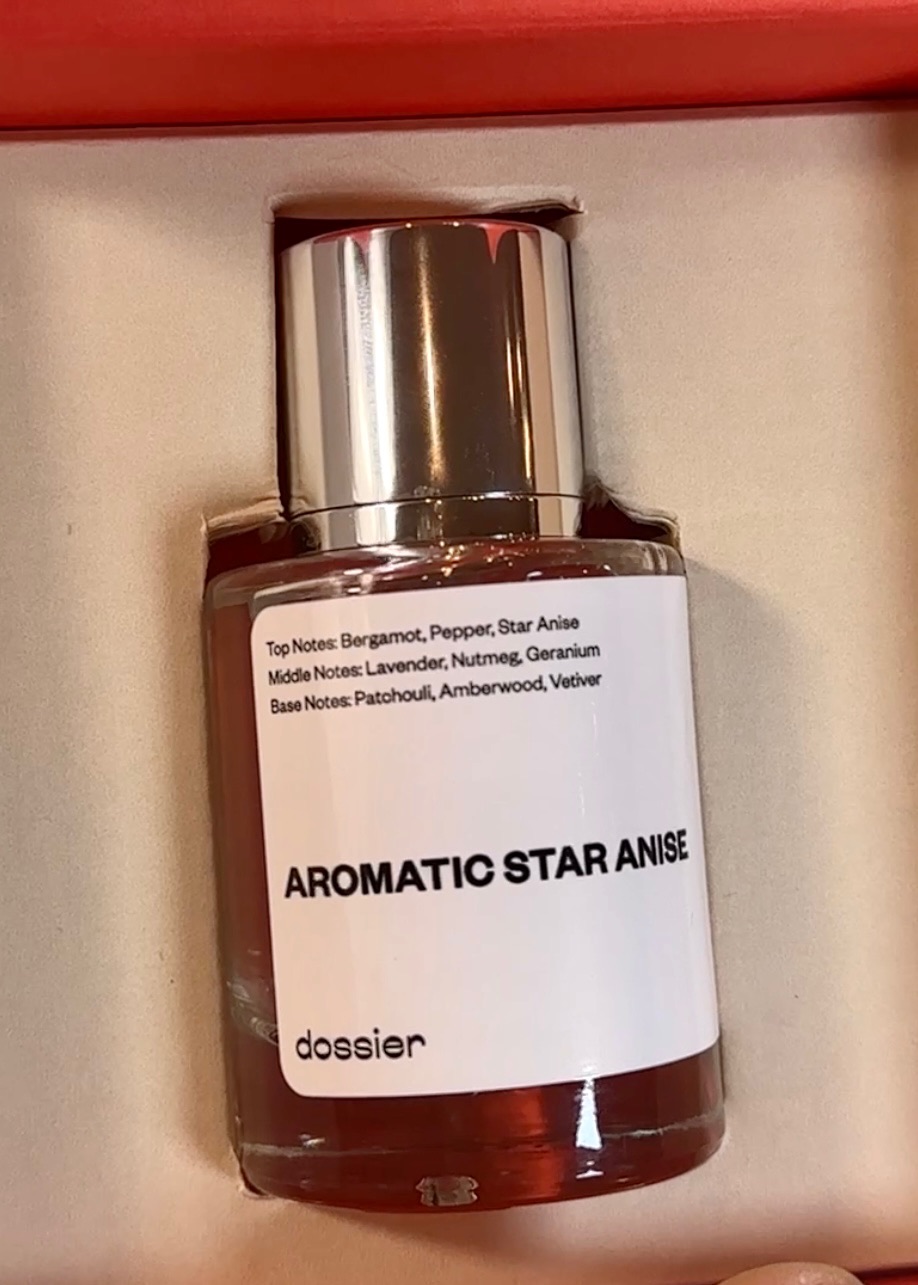 Top Notes: Bergamot, Pepper, Star Anise
Middle Notes: Lavender, Nutmeg, Geranium
Base Notes: Patchouli, Amberwood, Vetiver
AROMATIC STAR ANISE
dossier